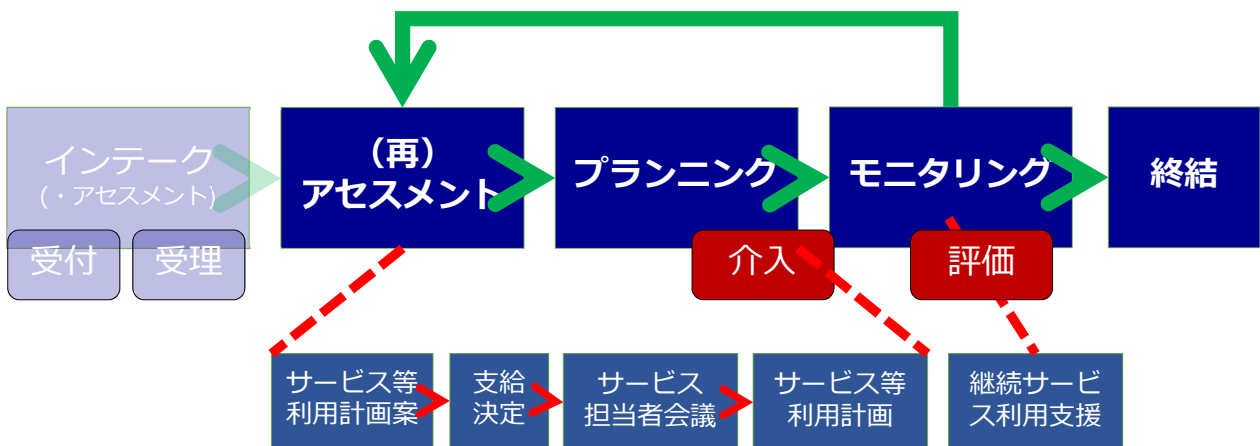 インテーク
(・アセスメント)
受付
受理
（再）
アセスメント
プランニング
モニタリング
終結
介入
評価
サービス等
利用計画案
支給
決定
サービス
担当者会議
サービス等
利用計画
継続サービ
ス利用支援